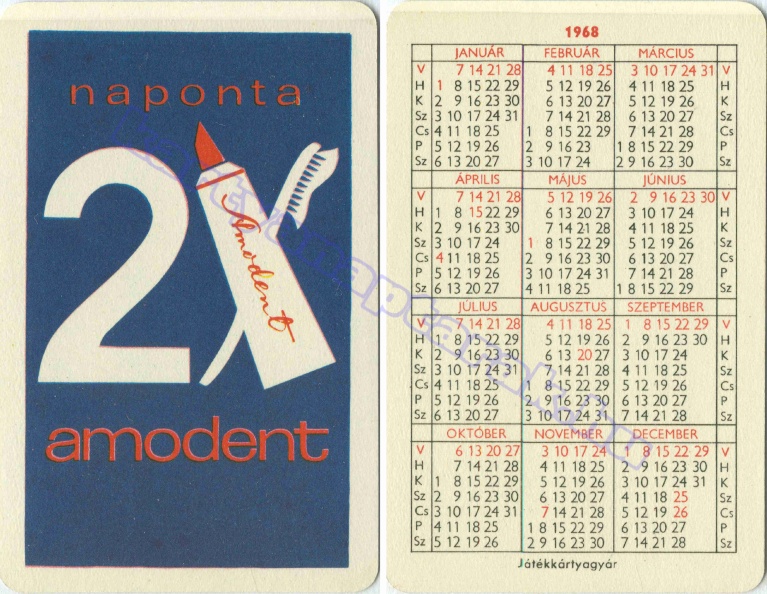 naponta
2X
Amodent
amodent
1968
JANUÁR FEBRUÁR MÁRCIUS
V 7 14 21 28 4 11 18 25 3 10 17 24 31 V
H 1 8 15 22 29 5 12 19 26 4 11 18 25 H
K 2 9 16 23 30 6 13 20 27 5 12 19 26 K
Sz 3 10 17 24 31 7 14 21 28 6 13 20 27 Sz
Cs 4 11 18 25 1 8 15 22 29 7 14 21 28 Cs
P 5 12 19 26 2 9 16 23 1 8 15 22 29 P
Sz 6 13 20 27 3 10 17 24 2 9 16 23 30 Sz
ÁPRILIS MÁJUS JÚNIUS
V 7 14 21 28 5 12 19 26 2 9 16 23 30 V
H 1 8 15 22 29 6 13 20 27 3 10 17 24 H
K 2 9 16 23 30 7 14 21 28 4 11 18 25 K
Sz 3 10 17 24 1 8 15 22 29 5 12 19 26 Sz
Cs 4 11 18 25 2 9 16 23 30 6 13 20 27 Cs
P 5 12 19 26 3 10 17 24 31 7 14 21 28 P
Sz 6 13 20 27 4 11 18 25 1 8 15 22 29 Sz
JÚLIUS AUGUSZTUS SZEPTEMBER
V 7 14 21 28 4 11 18 25 1 8 15 22 29 V
H 1 8 15 22 29 5 12 19 26 2 9 16 23 30 H
K 2 9 16 23 30 6 13 20 27 3 10 17 24 K
Sz 3 10 17 24 31 7 14 21 28 4 11 18 25 Sz
Cs 4 11 18 25 1 8 15 22 29 5 12 19 26 Cs
P 5 12 19 26 2 9 16 23 30 6 13 20 27 P
Sz 6 13 20 27 3 10 17 24 31 7 14 21 28 Sz
OKTÓBER NOVEMBER DECEMBER
V 6 13 20 27 3 10 17 24 1 8 15 22 29 V
H 7 14 21 28 4 11 18 25 2 9 16 23 30 H
K 1 8 15 22 29 5 12 19 26 3 10 17 24 31 K
Sz 2 9 16 23 30 6 13 20 27 4 11 18 25 Sz
Cs 3 10 17 24 31 7 14 21 28 5 12 19 26 Cs
P 4 11 18 25 1 8 15 22 29 6 13 20 27 P
Sz 5 12 19 26 2 9 16 23 30 7 14 21 28 Sz
Játékkártyagyár